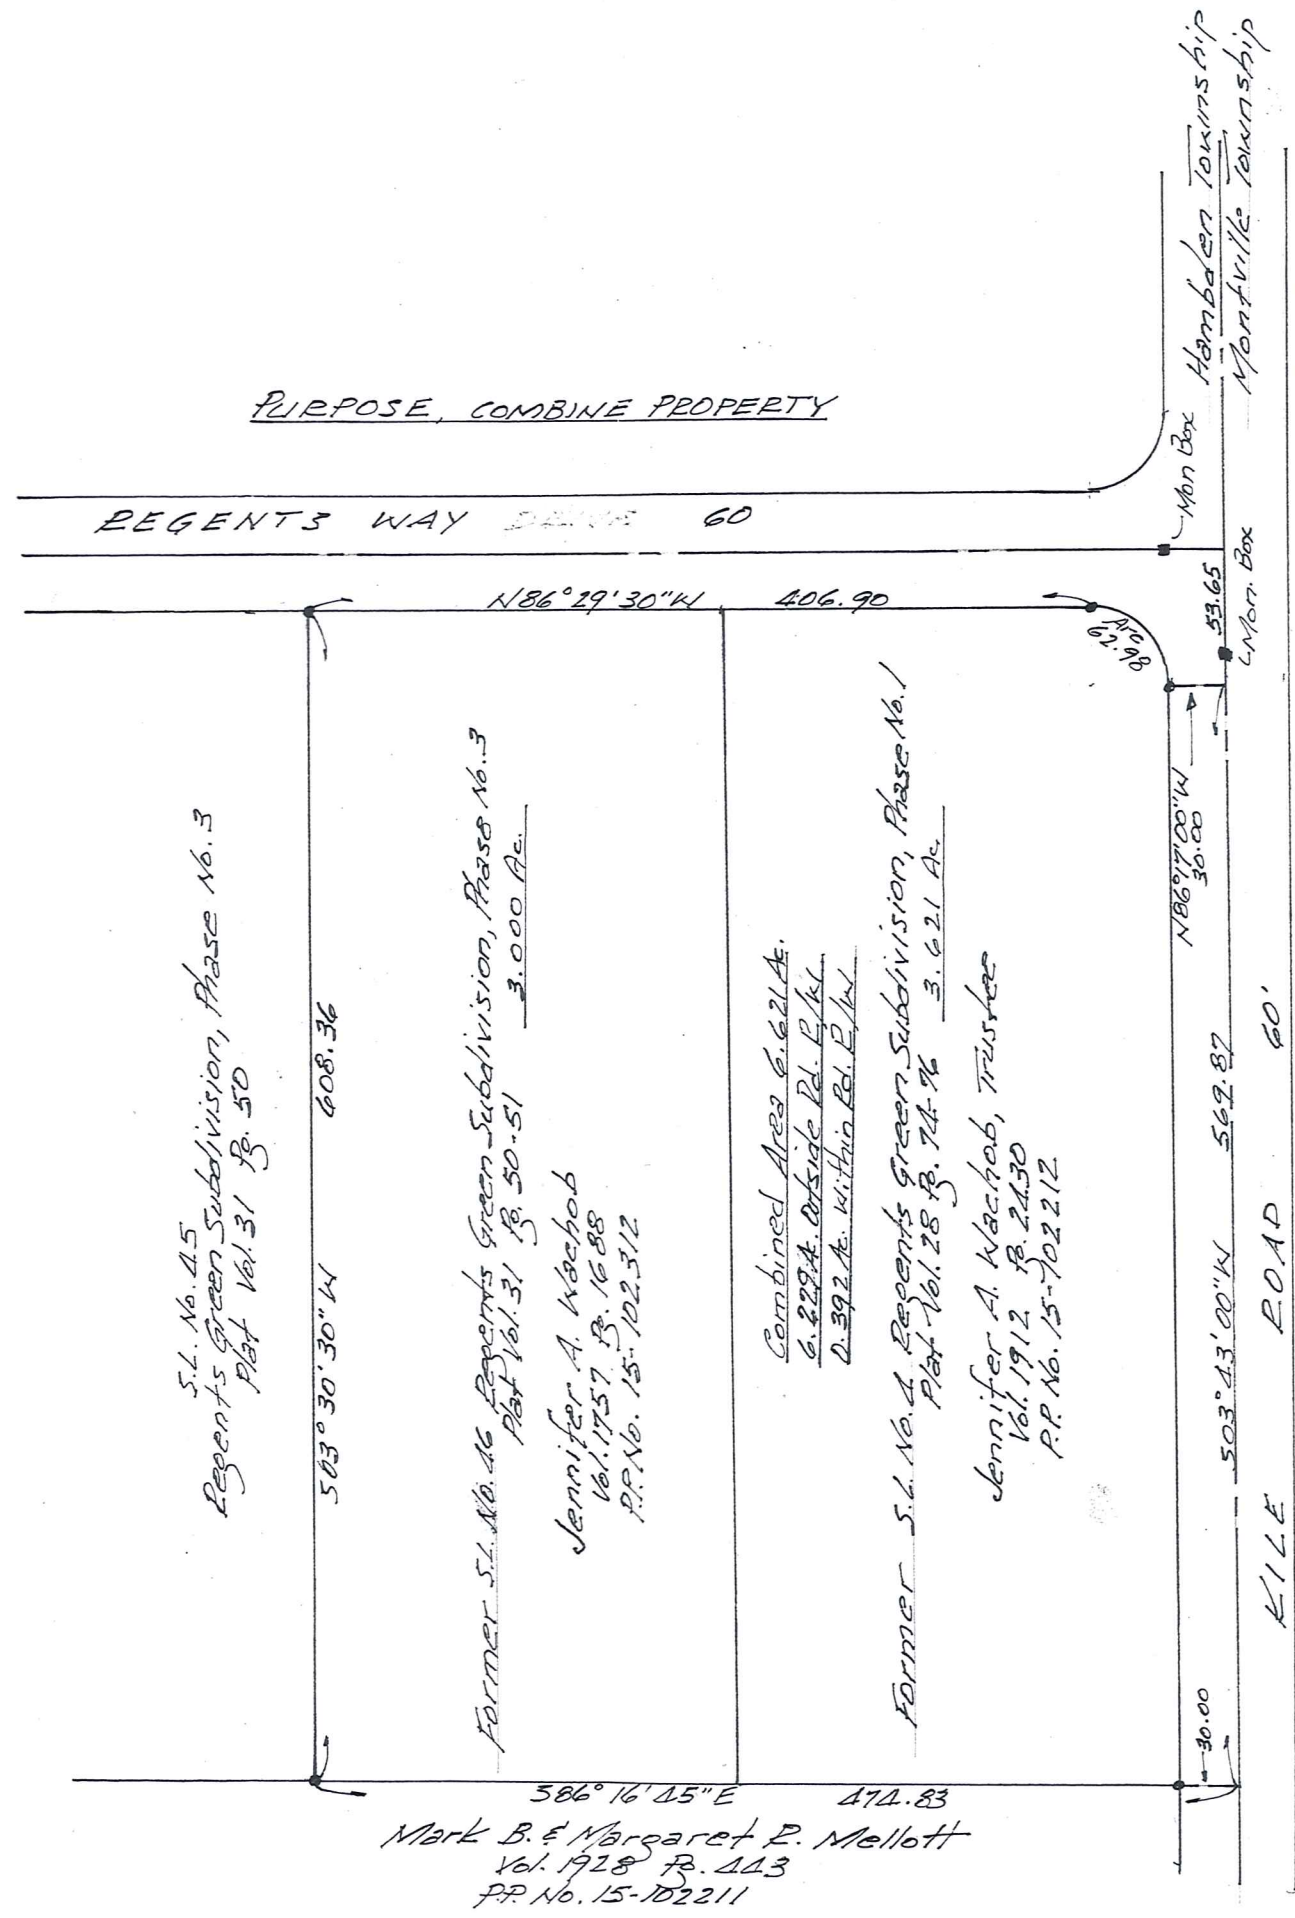 PURPOSE, COMBINE PROPERTY
REGENTS WAY DRIVE 60
Mon Box
Hambden Township
Montville Township
N86°29'30"W 406.90
Arc
62.98
53.65
Mon. Box
N86°17'00"W
30.00
S.L. No. 45
Regents Green Subdivision, Phase No. 3
Plat Vol. 31 Pg. 50
S03°30'30"W 608.36
Former S.L. No. 46 Regents Green Subdivision, Phase No. 3
Plat Vol. 31 Pg. 50-51 3.000 Ac.
Jennifer A. Wachob
Vol. 1757 Pg. 1688
P.P. No. 15-102312
Combined Area 6.621 Ac.
6.229 Ac. Outside Rd. R/W
0.392 Ac. Within Rd. R/W
Former S.L. No. 4 Regents Green Subdivision, Phase No. 1
Plat Vol. 28 Pg. 74-76 3.621 Ac.
Jennifer A. Wachob, Trustee
Vol. 1912 Pg. 2430
P.P. No. 15-102212
S03°43'00"W 569.87
KILE ROAD 60'
30.00
S86°16'45"E 474.83
Mark B. & Margaret R. Mellott
Vol. 1928 Pg. 443
P.P. No. 15-102211